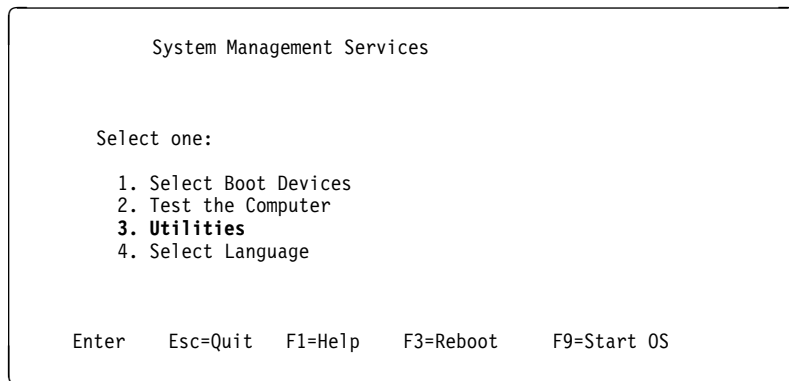 System Management Services
Select one:
1. Select Boot Devices
2. Test the Computer
3. Utilities
4. Select Language
Enter Esc=Quit F1=Help F3=Reboot F9=Start OS